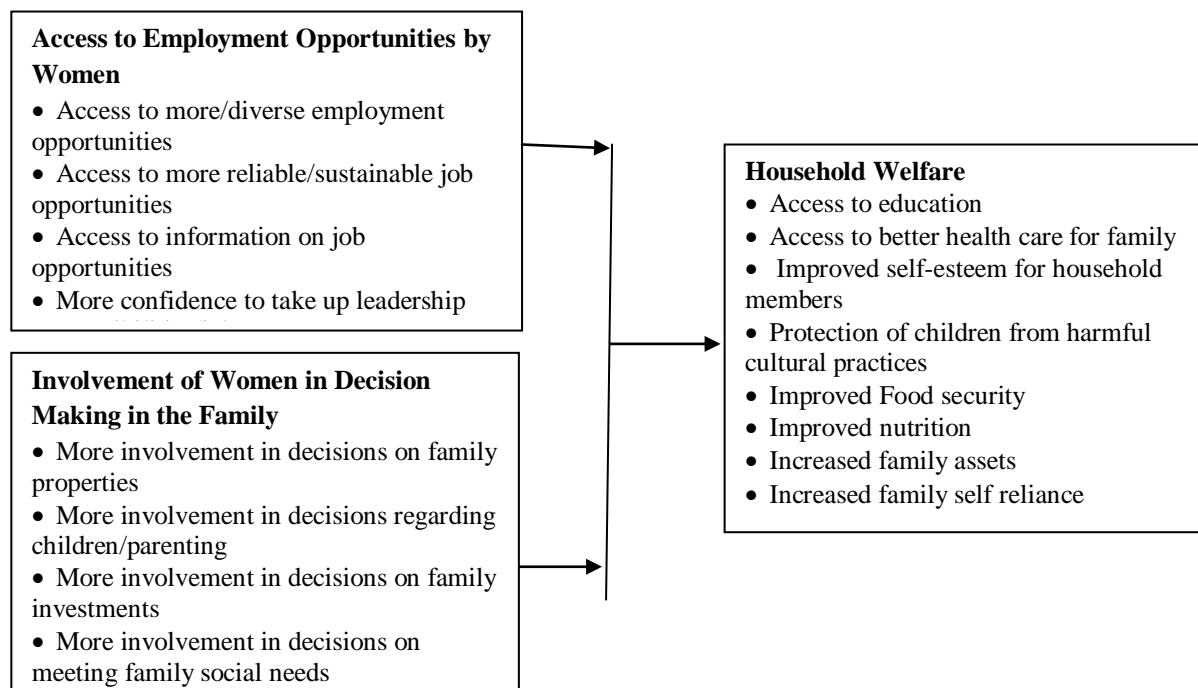 Access to Employment Opportunities by
Women
• Access to more/diverse employment
opportunities
• Access to more reliable/sustainable job
opportunities
• Access to information on job
opportunities
• More confidence to take up leadership
Involvement of Women in Decision
Making in the Family
• More involvement in decisions on family
properties
• More involvement in decisions regarding
children/parenting
• More involvement in decisions on family
investments
• More involvement in decisions on
meeting family social needs
Household Welfare
• Access to education
• Access to better health care for family
• Improved self-esteem for household
members
• Protection of children from harmful
cultural practices
• Improved Food security
• Improved nutrition
• Increased family assets
• Increased family self reliance